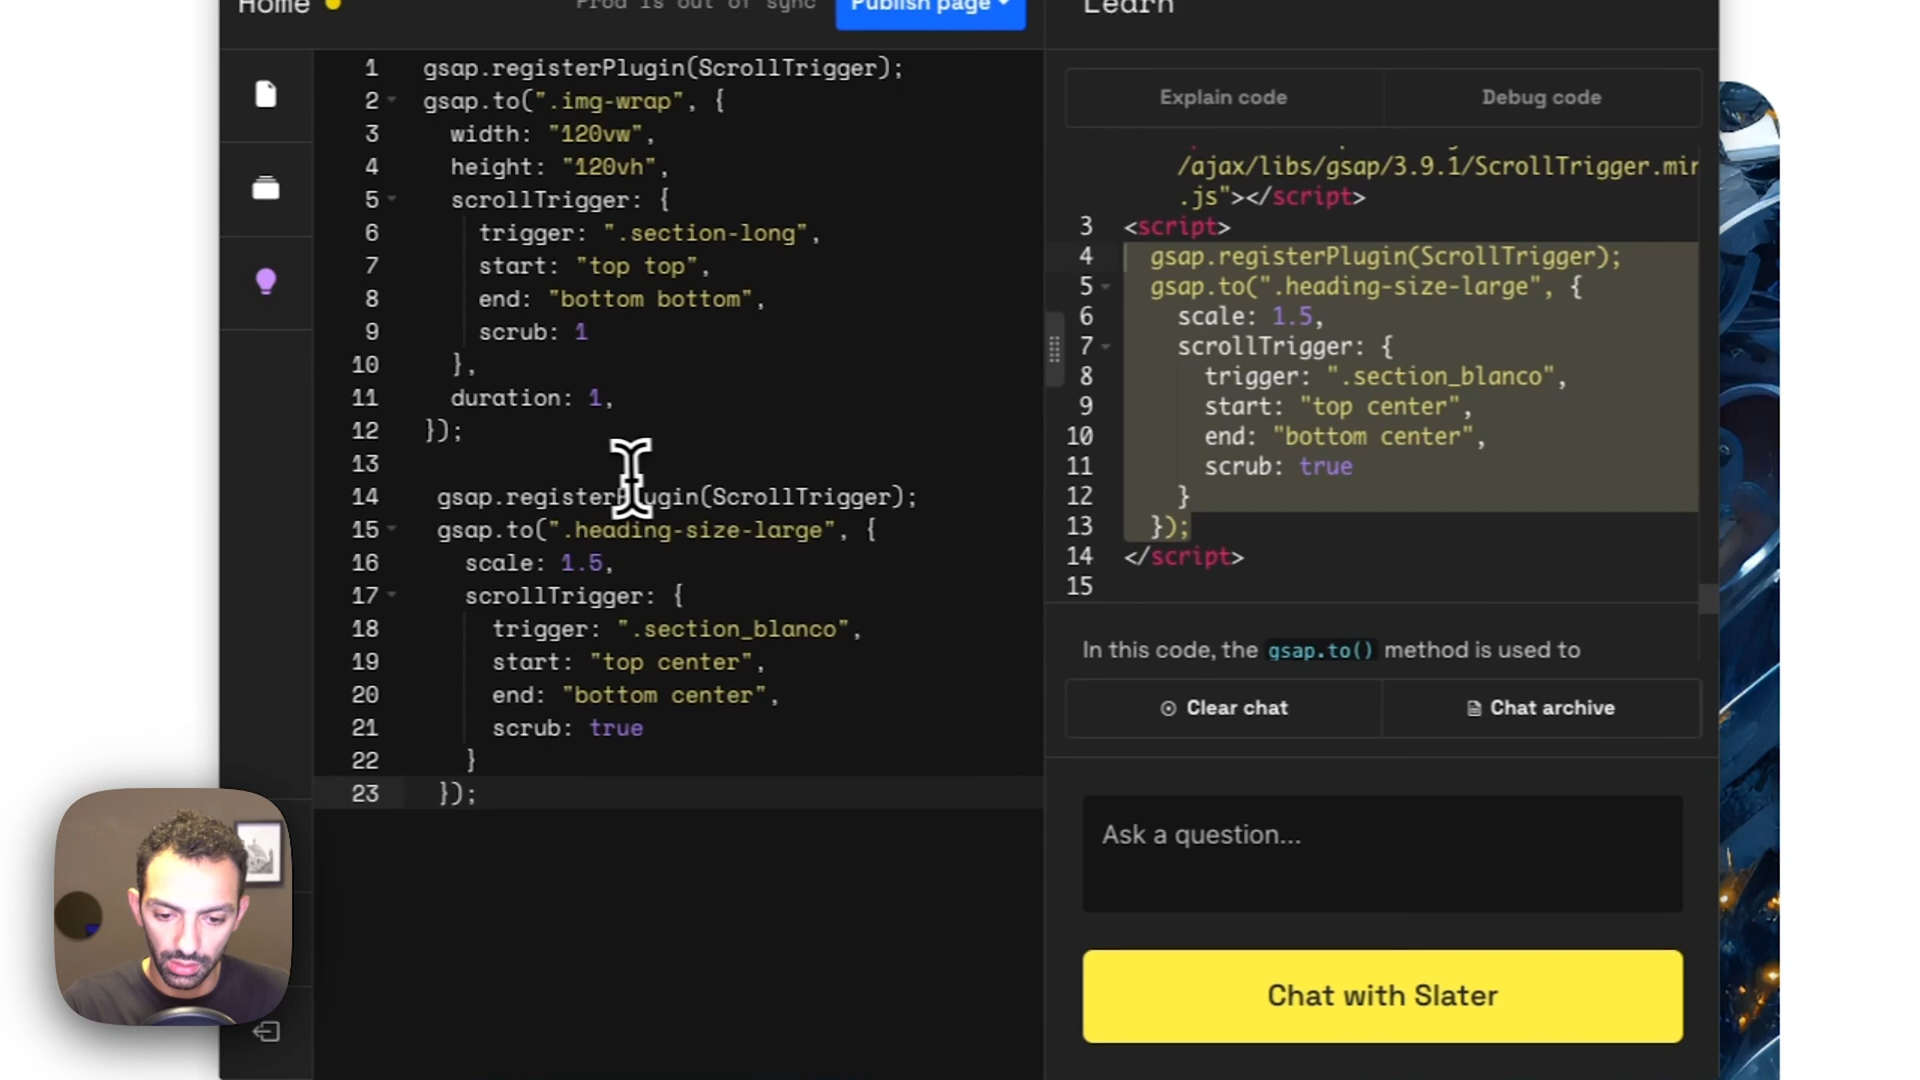 Home
Prod is out of sync
Publish page
Learn
1 gsap.registerPlugin(ScrollTrigger);
2 gsap.to(".img-wrap", {
3 width: "120vw",
4 height: "120vh",
5 scrollTrigger: {
6 trigger: ".section-long",
7 start: "top top",
8 end: "bottom bottom",
9 scrub: 1
10 },
11 duration: 1,
12 });
13
14 gsap.registerPlugin(ScrollTrigger);
15 gsap.to(".heading-size-large", {
16 scale: 1.5,
17 scrollTrigger: {
18 trigger: ".section_blanco",
19 start: "top center",
20 end: "bottom center",
21 scrub: true
22 }
23 });
Explain code
Debug code
/ajax/libs/gsap/3.9.1/ScrollTrigger.min
.js"></script>
3 <script>
4 gsap.registerPlugin(ScrollTrigger);
5 gsap.to(".heading-size-large", {
6 scale: 1.5,
7 scrollTrigger: {
8 trigger: ".section_blanco",
9 start: "top center",
10 end: "bottom center",
11 scrub: true
12 }
13 });
14 </script>
15
In this code, the gsap.to() method is used to
Clear chat
Chat archive
Ask a question...
Chat with Slater